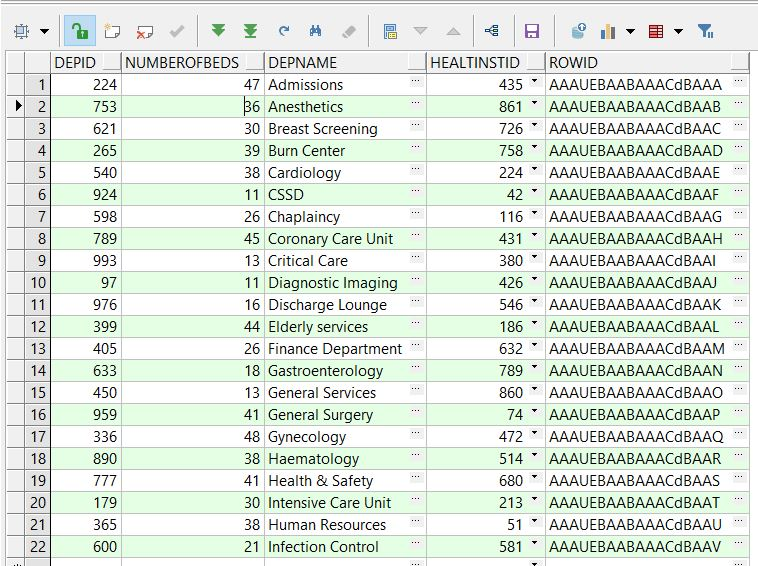 DEPID NUMBEROFBEDS DEPNAME HEALTINSTID ROWID
1 224 47 Admissions ... 435 AAAUEBAABAAACdBAAA ...
2 753 36 Anesthetics ... 861 AAAUEBAABAAACdBAAB ...
3 621 30 Breast Screening ... 726 AAAUEBAABAAACdBAAC ...
4 265 39 Burn Center ... 758 AAAUEBAABAAACdBAAD ...
5 540 38 Cardiology ... 224 AAAUEBAABAAACdBAAE ...
6 924 11 CSSD ... 42 AAAUEBAABAAACdBAAF ...
7 598 26 Chaplaincy ... 116 AAAUEBAABAAACdBAAG ...
8 789 45 Coronary Care Unit ... 431 AAAUEBAABAAACdBAAH ...
9 993 13 Critical Care ... 380 AAAUEBAABAAACdBAAI ...
10 97 11 Diagnostic Imaging ... 426 AAAUEBAABAAACdBAAJ ...
11 976 16 Discharge Lounge ... 546 AAAUEBAABAAACdBAAK ...
12 399 44 Elderly services ... 186 AAAUEBAABAAACdBAAL ...
13 405 26 Finance Department ... 632 AAAUEBAABAAACdBAAM ...
14 633 18 Gastroenterology ... 789 AAAUEBAABAAACdBAAN ...
15 450 13 General Services ... 860 AAAUEBAABAAACdBAAO ...
16 959 41 General Surgery ... 74 AAAUEBAABAAACdBAAP ...
17 336 48 Gynecology ... 472 AAAUEBAABAAACdBAAQ ...
18 890 38 Haematology ... 514 AAAUEBAABAAACdBAAR ...
19 777 41 Health & Safety ... 680 AAAUEBAABAAACdBAAS ...
20 179 30 Intensive Care Unit ... 213 AAAUEBAABAAACdBAAT ...
21 365 38 Human Resources ... 51 AAAUEBAABAAACdBAAU ...
22 600 21 Infection Control ... 581 AAAUEBAABAAACdBAAV ...